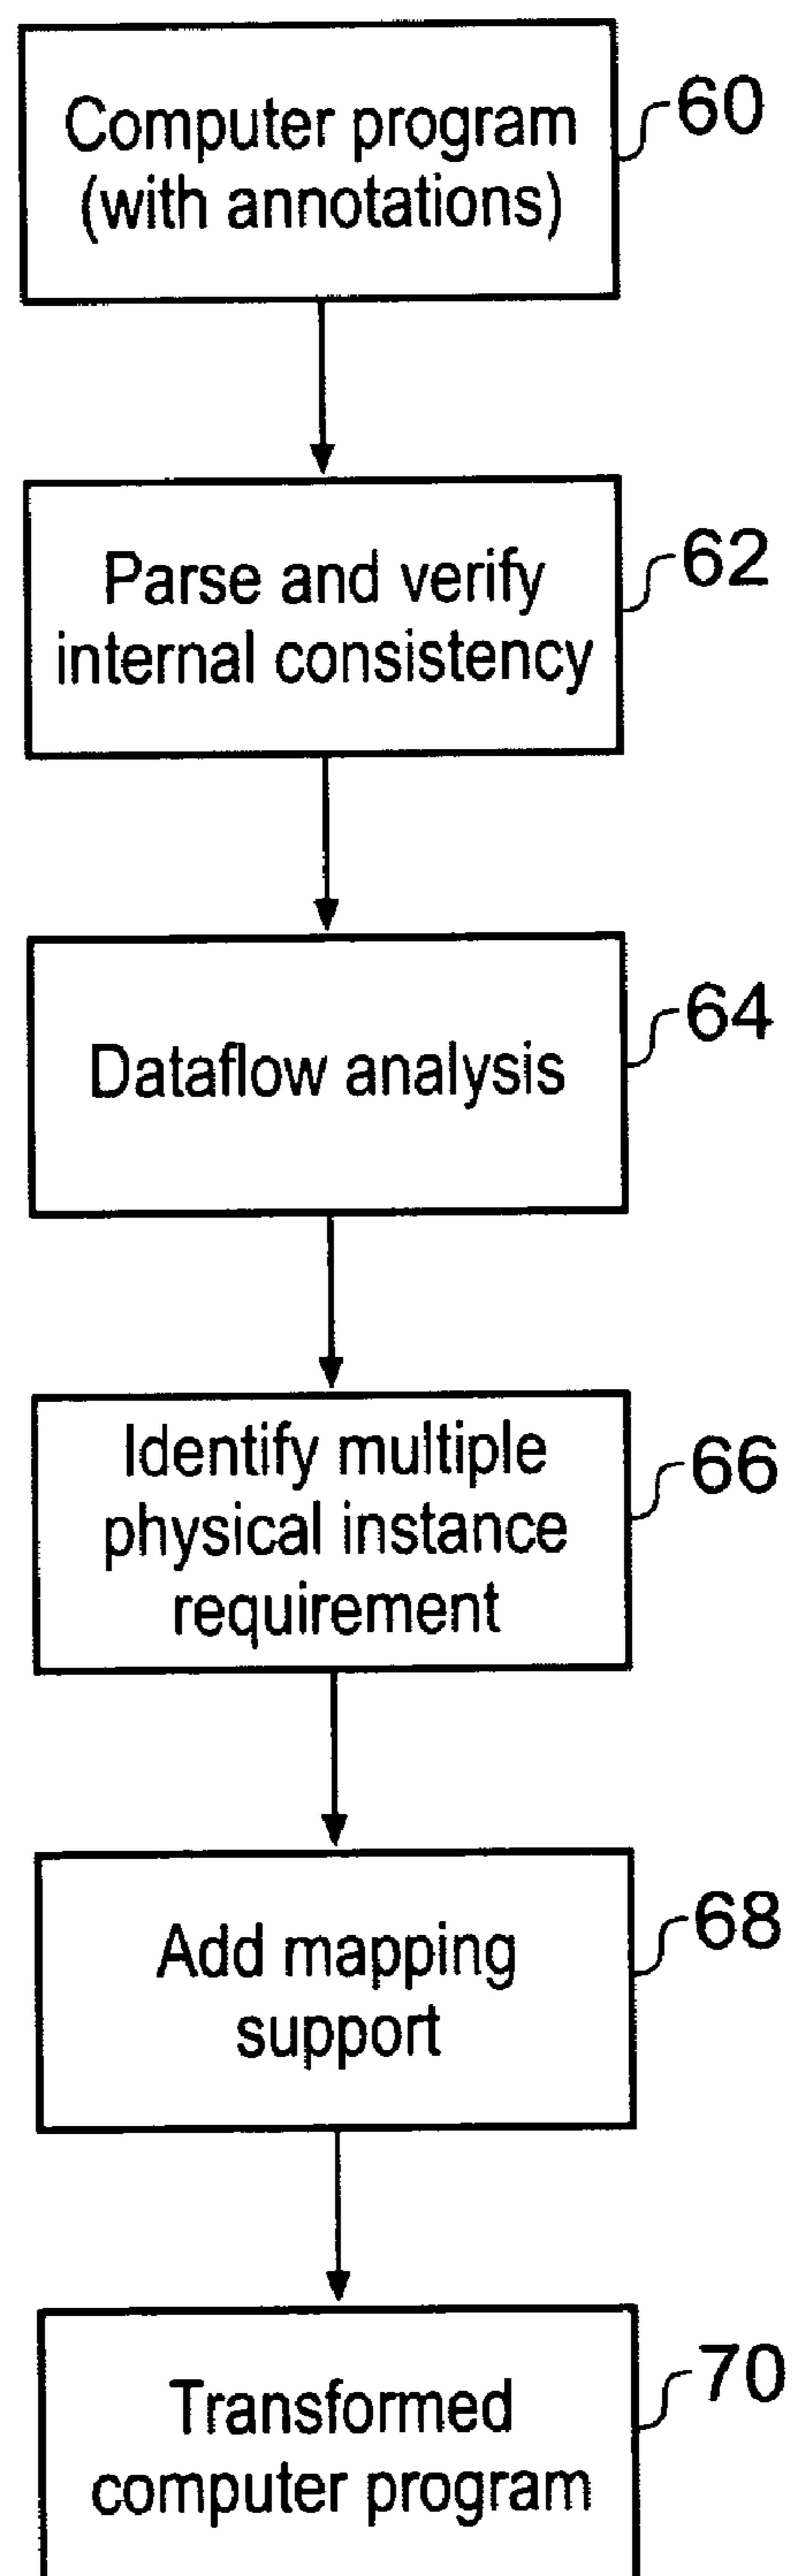 Computer program
(with annotations)
60
Parse and verify
internal consistency
62
Dataflow analysis
64
Identify multiple
physical instance
requirement
66
Add mapping
support
68
Transformed
computer program
70